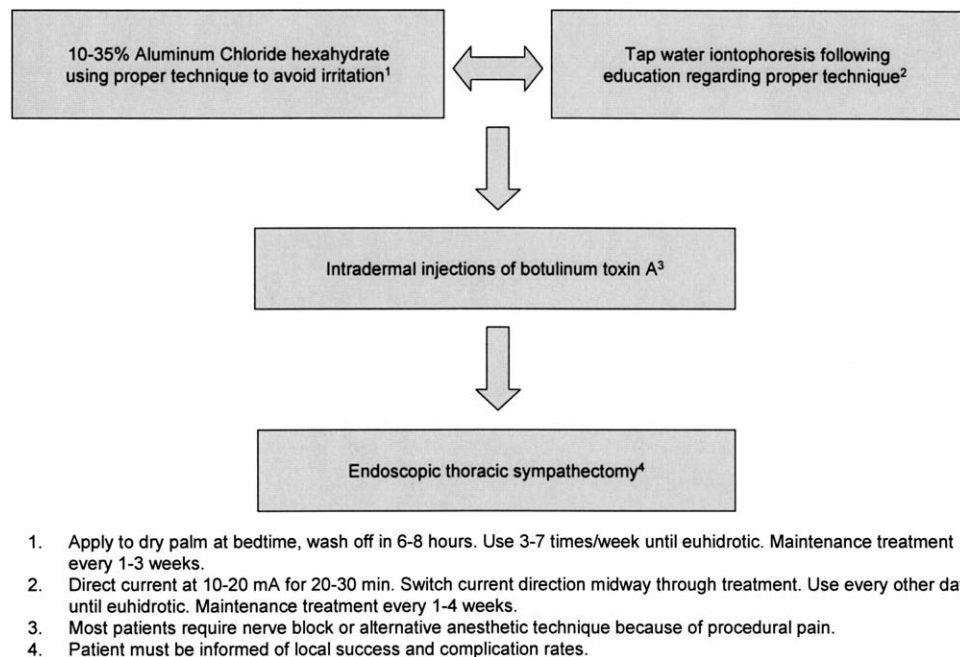 10-35% Aluminum Chloride hexahydrate
using proper technique to avoid irritation¹
Tap water iontophoresis following
education regarding proper technique²
Intradermal injections of botulinum toxin A³
Endoscopic thoracic sympathectomy⁴
1. Apply to dry palm at bedtime, wash off in 6-8 hours. Use 3-7 times/week until euhidrotic. Maintenance treatment
every 1-3 weeks.
2. Direct current at 10-20 mA for 20-30 min. Switch current direction midway through treatment. Use every other da
until euhidrotic. Maintenance treatment every 1-4 weeks.
3. Most patients require nerve block or alternative anesthetic technique because of procedural pain.
4. Patient must be informed of local success and complication rates.